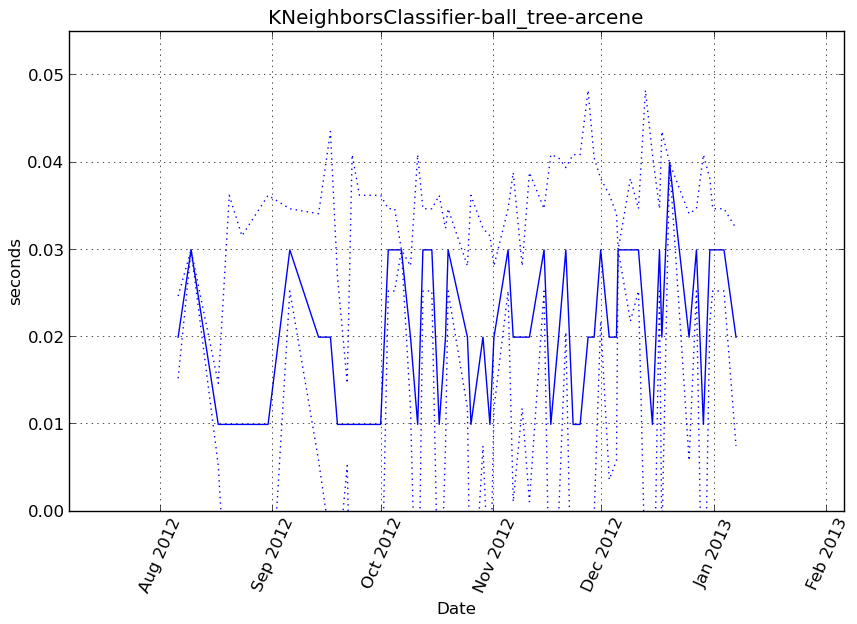 KNeighborsClassifier-ball_tree-arcene
0.05
0.04
0.03
0.02
0.01
0.00
seconds
Aug 2012
Sep 2012
Oct 2012
Nov 2012
Dec 2012
Jan 2013
Feb 2013
Date